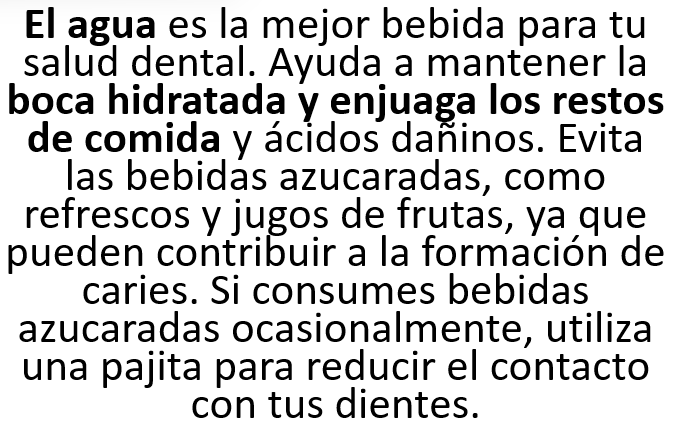 El agua es la mejor bebida para tu
salud dental. Ayuda a mantener la
boca hidratada y enjuaga los restos
de comida y ácidos dañinos. Evita
las bebidas azucaradas, como
refrescos y jugos de frutas, ya que
pueden contribuir a la formación de
caries. Si consumes bebidas
azucaradas ocasionalmente, utiliza
una pajita para reducir el contacto
con tus dientes.